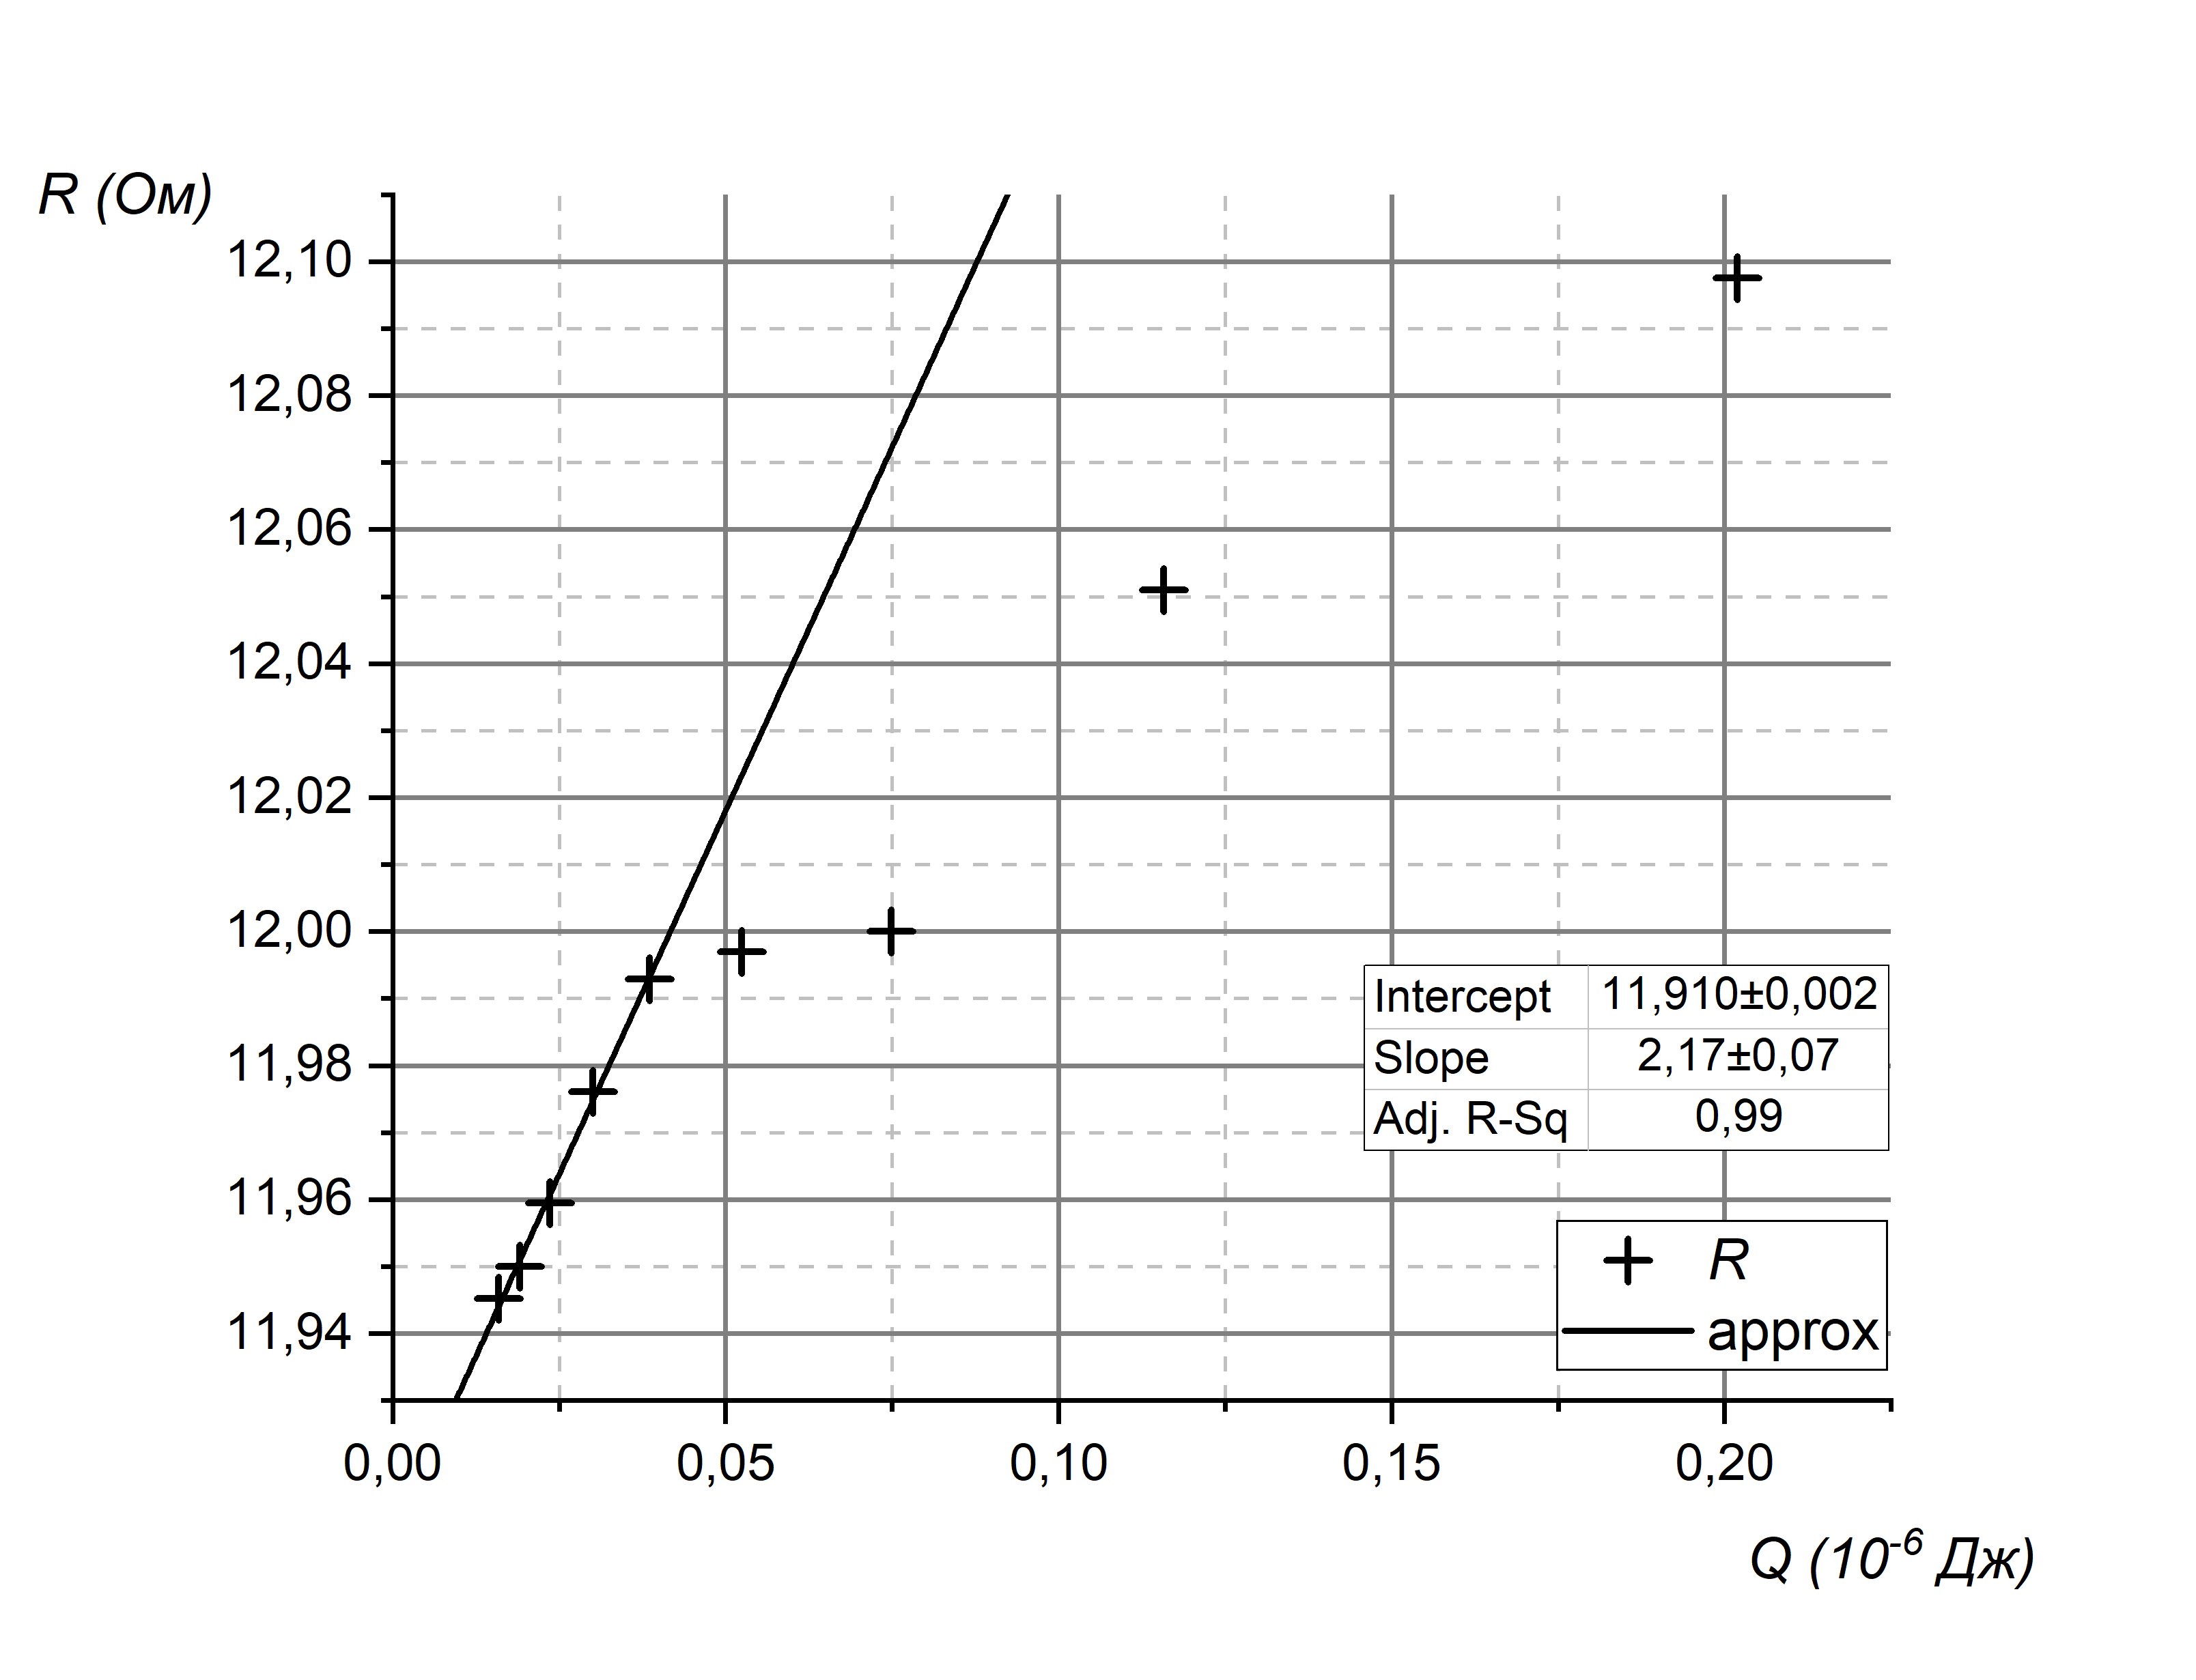 R (Ом)
12,10
12,08
12,06
12,04
12,02
12,00
11,98
11,96
11,94
Intercept 11,910±0,002
Slope 2,17±0,07
Adj. R-Sq 0,99
R
approx
0,00 0,05 0,10 0,15 0,20
Q (10⁻⁶ Дж)